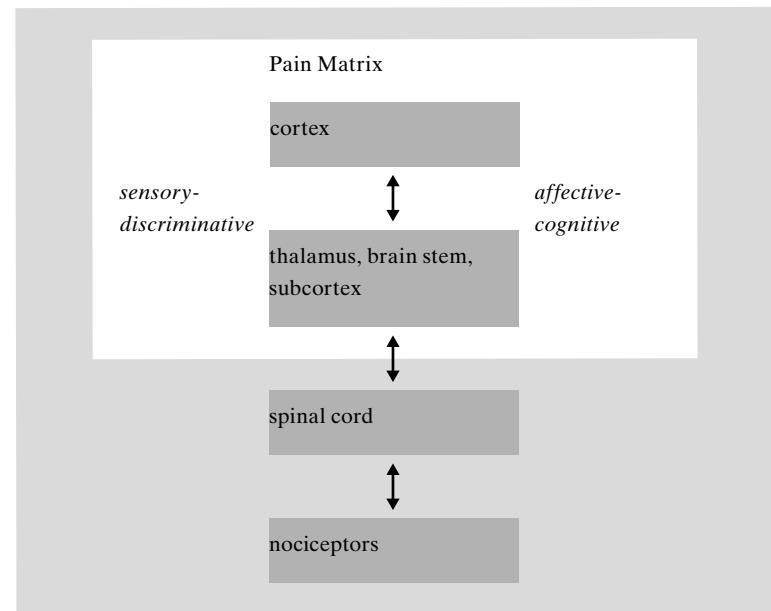 Pain Matrix
cortex
sensory-
discriminative
affective-
cognitive
thalamus, brain stem,
subcortex
spinal cord
nociceptors